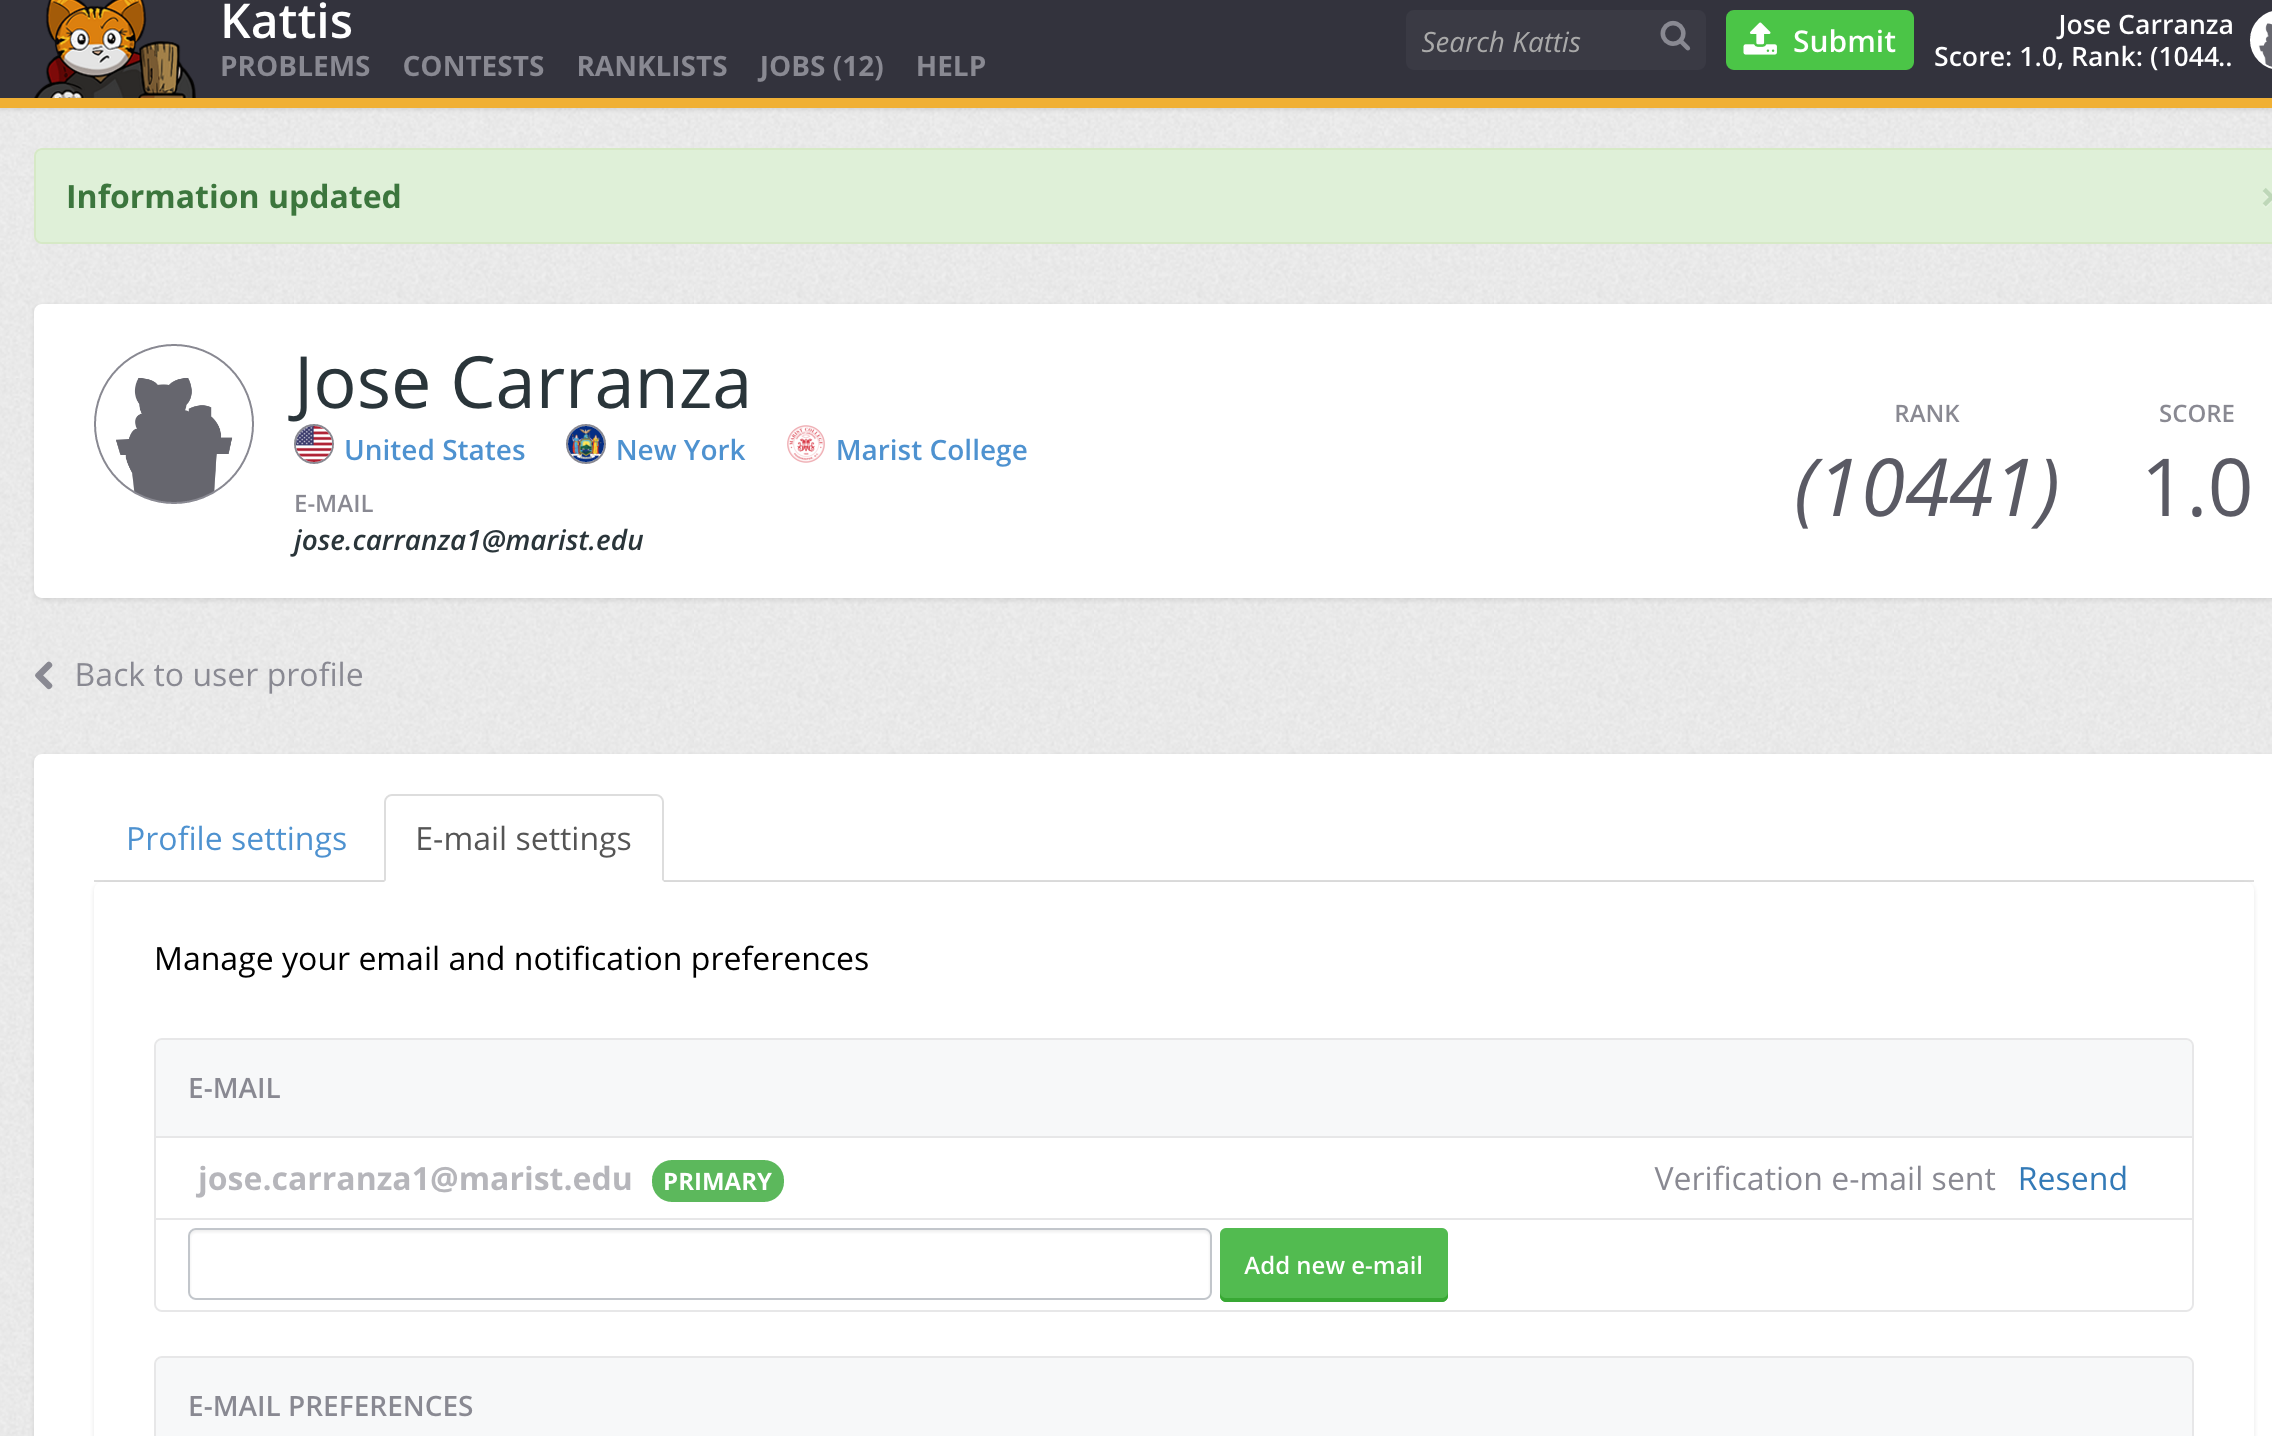 Kattis
PROBLEMS CONTESTS RANKLISTS JOBS (12) HELP
Search Kattis
Submit
Jose Carranza
Score: 1.0, Rank: (1044..
Information updated
×
Jose Carranza
United States New York Marist College
E-MAIL
jose.carranza1@marist.edu
RANK
(10441)
SCORE
1.0
Back to user profile
Profile settings
E-mail settings
Manage your email and notification preferences
E-MAIL
jose.carranza1@marist.edu PRIMARY Verification e-mail sent Resend
Add new e-mail
E-MAIL PREFERENCES